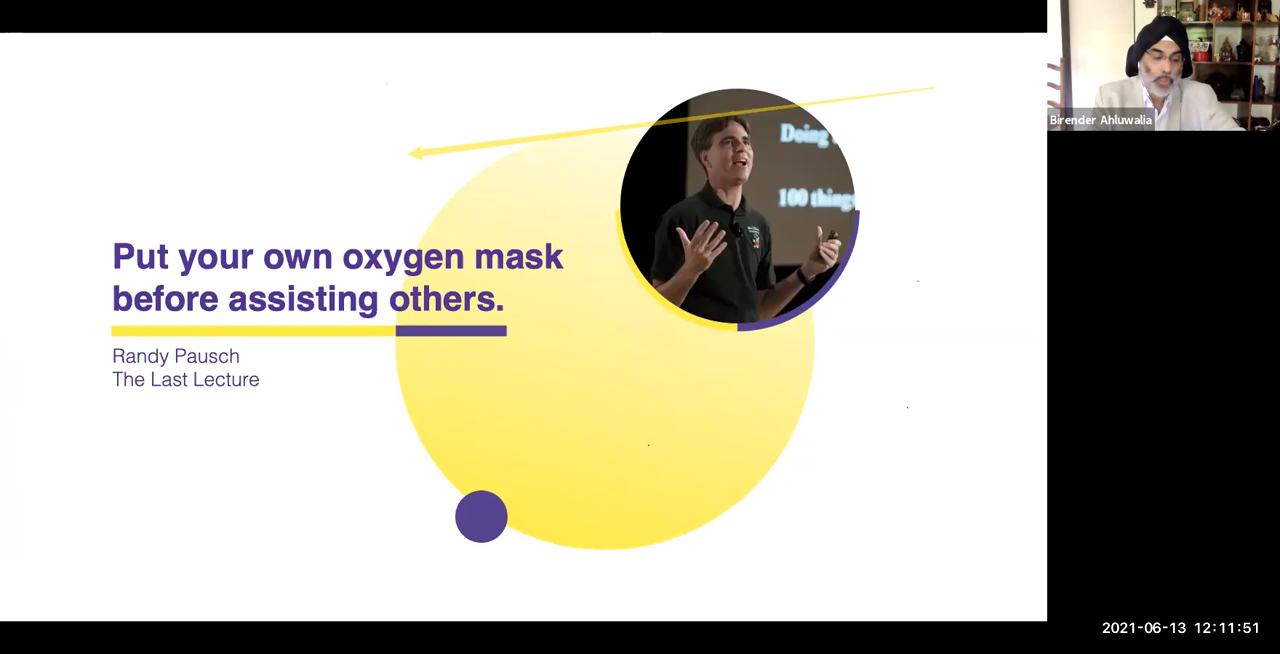 Put your own oxygen mask
before assisting others.
Randy Pausch
The Last Lecture
Doing
100 things
Birender Ahluwalia
2021-06-13 12:11:51